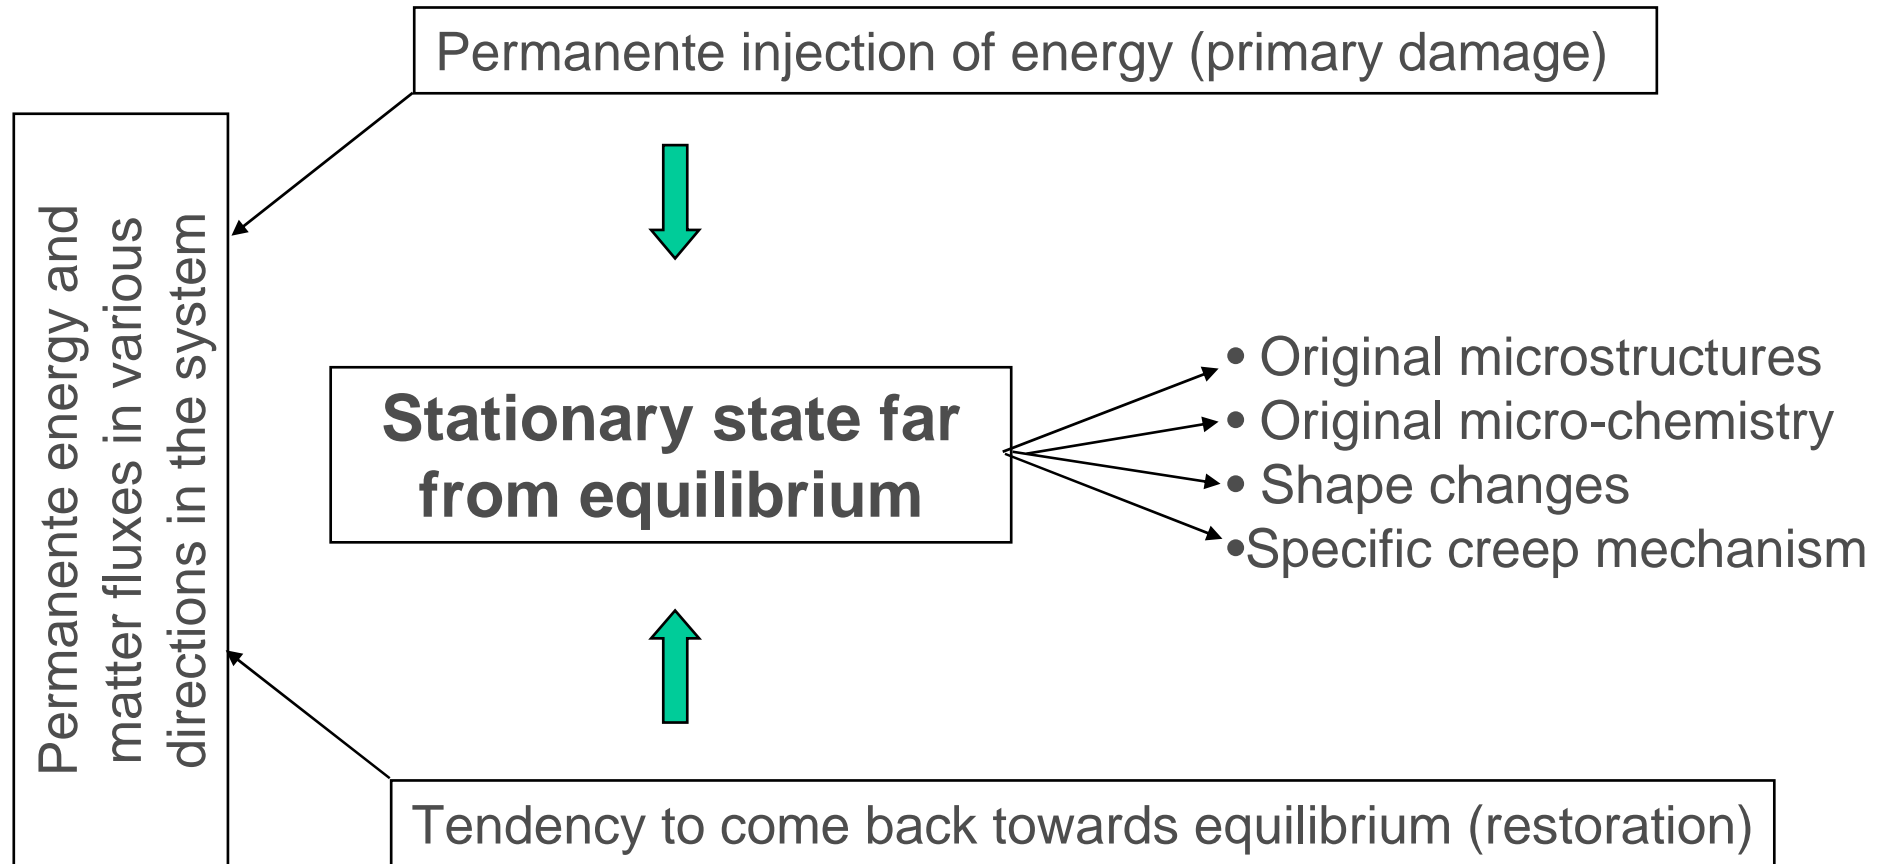 Permanente injection of energy (primary damage)
Permanente energy and
matter fluxes in various
directions in the system
Stationary state far
from equilibrium
• Original microstructures
• Original micro-chemistry
• Shape changes
•Specific creep mechanism
Tendency to come back towards equilibrium (restoration)